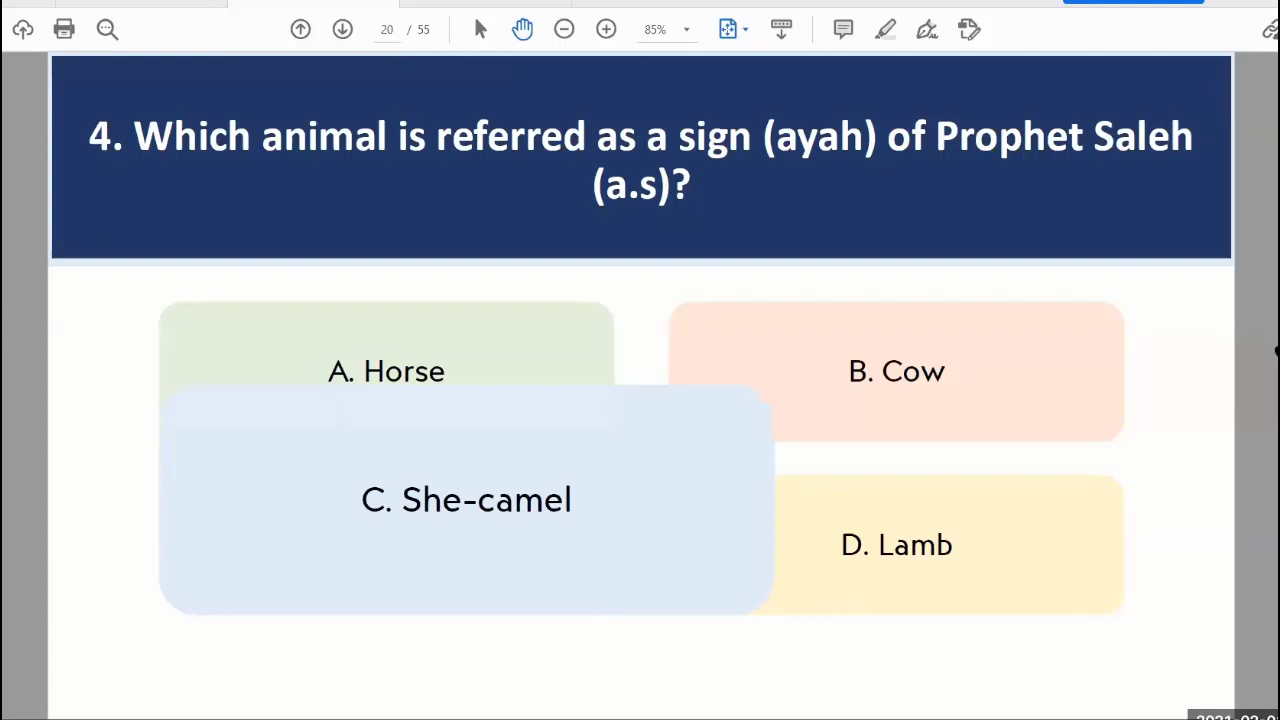 20 / 55
85%
4. Which animal is referred as a sign (ayah) of Prophet Saleh
(a.s)?
A. Horse
B. Cow
C. She-camel
D. Lamb